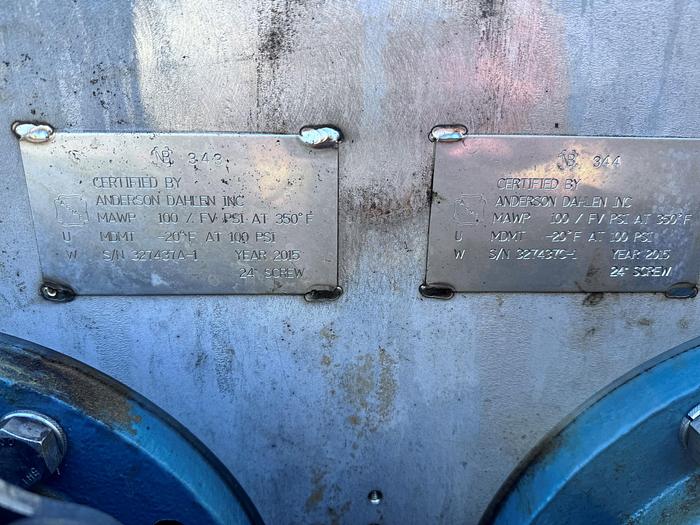 NB 343
CERTIFIED BY
ANDERSON DAHLEN INC
MAWP 100 / FV PSI AT 350°F
U MDMT -20°F AT 100 PSI
W S/N 327437A-1 YEAR 2015
24" SCREW
NB 344
CERTIFIED BY
ANDERSON DAHLEN INC
MAWP 100 / FV PSI AT 350°F
U MDMT -20°F AT 100 PSI
W S/N 327437C-1 YEAR 2015
24" SCREW